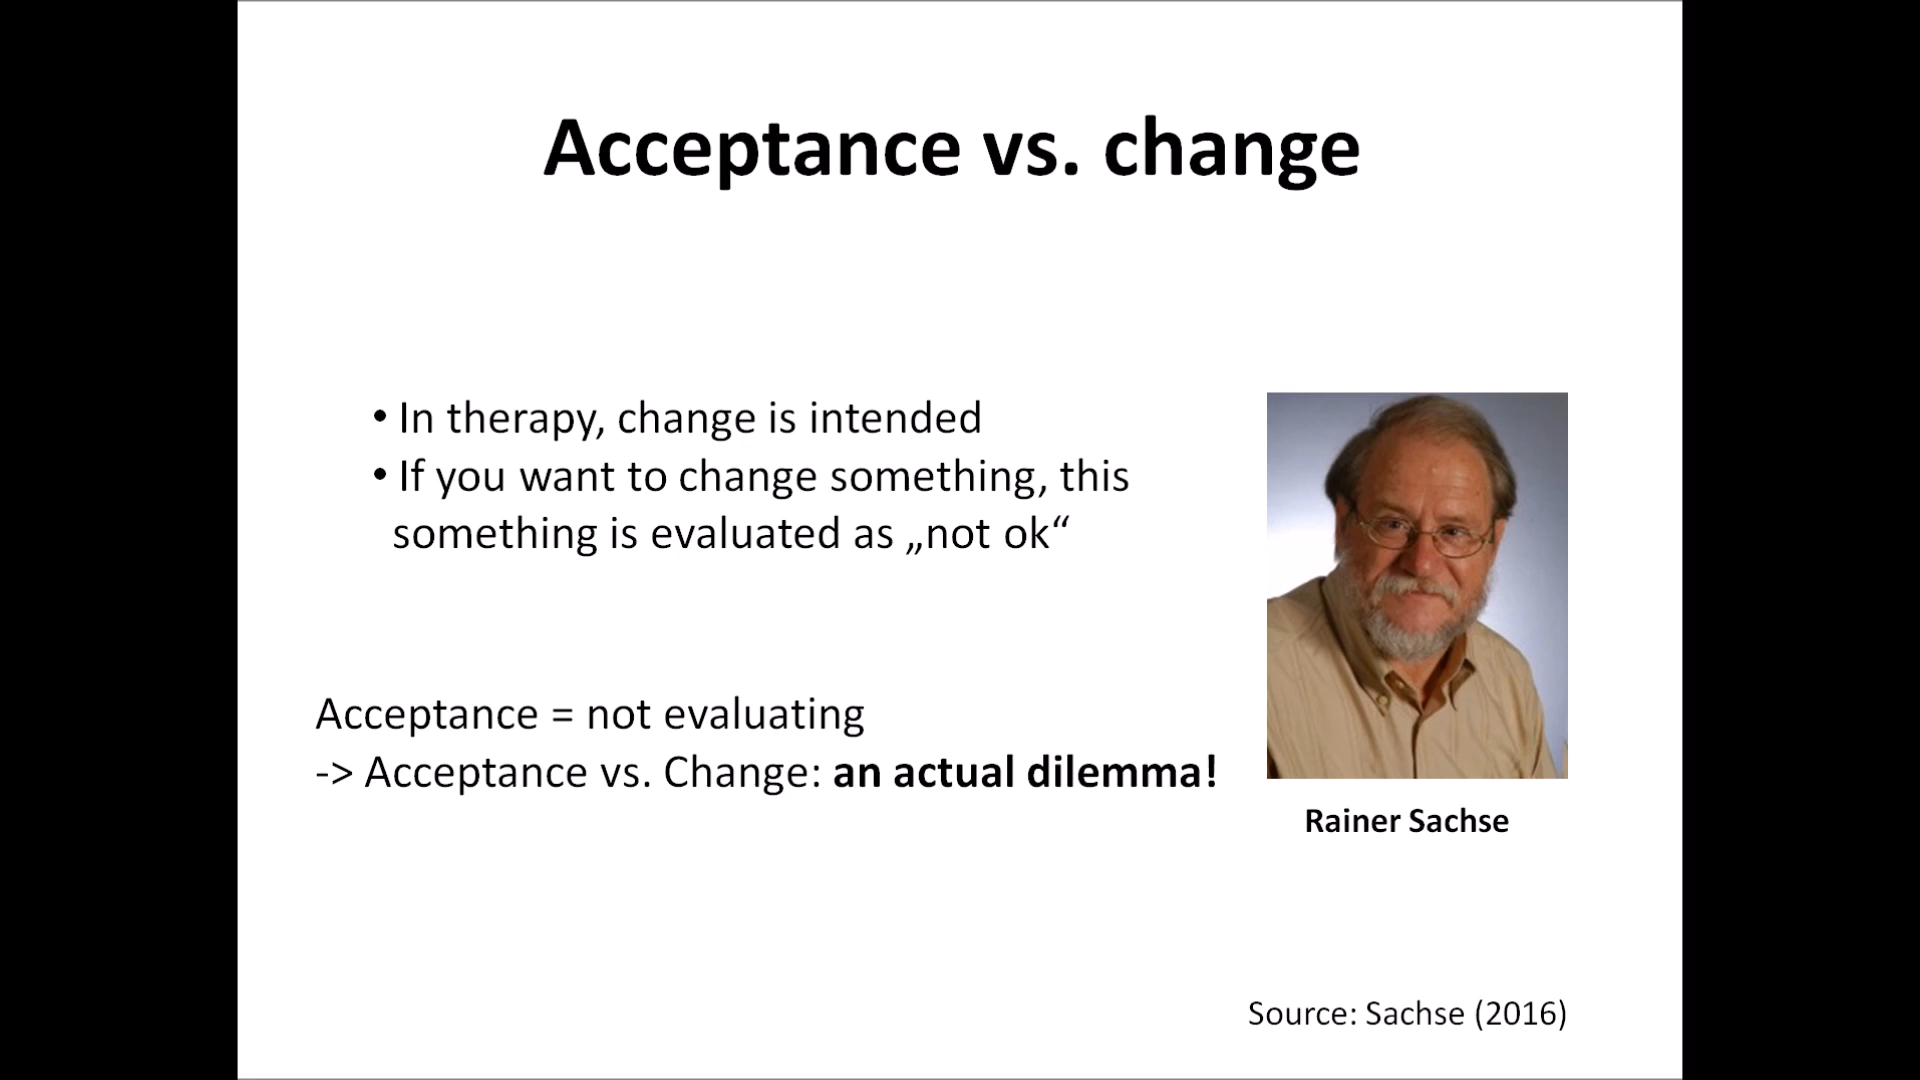 Acceptance vs. change
• In therapy, change is intended
• If you want to change something, this
something is evaluated as „not ok“
Acceptance = not evaluating
-> Acceptance vs. Change: an actual dilemma!
Rainer Sachse
Source: Sachse (2016)